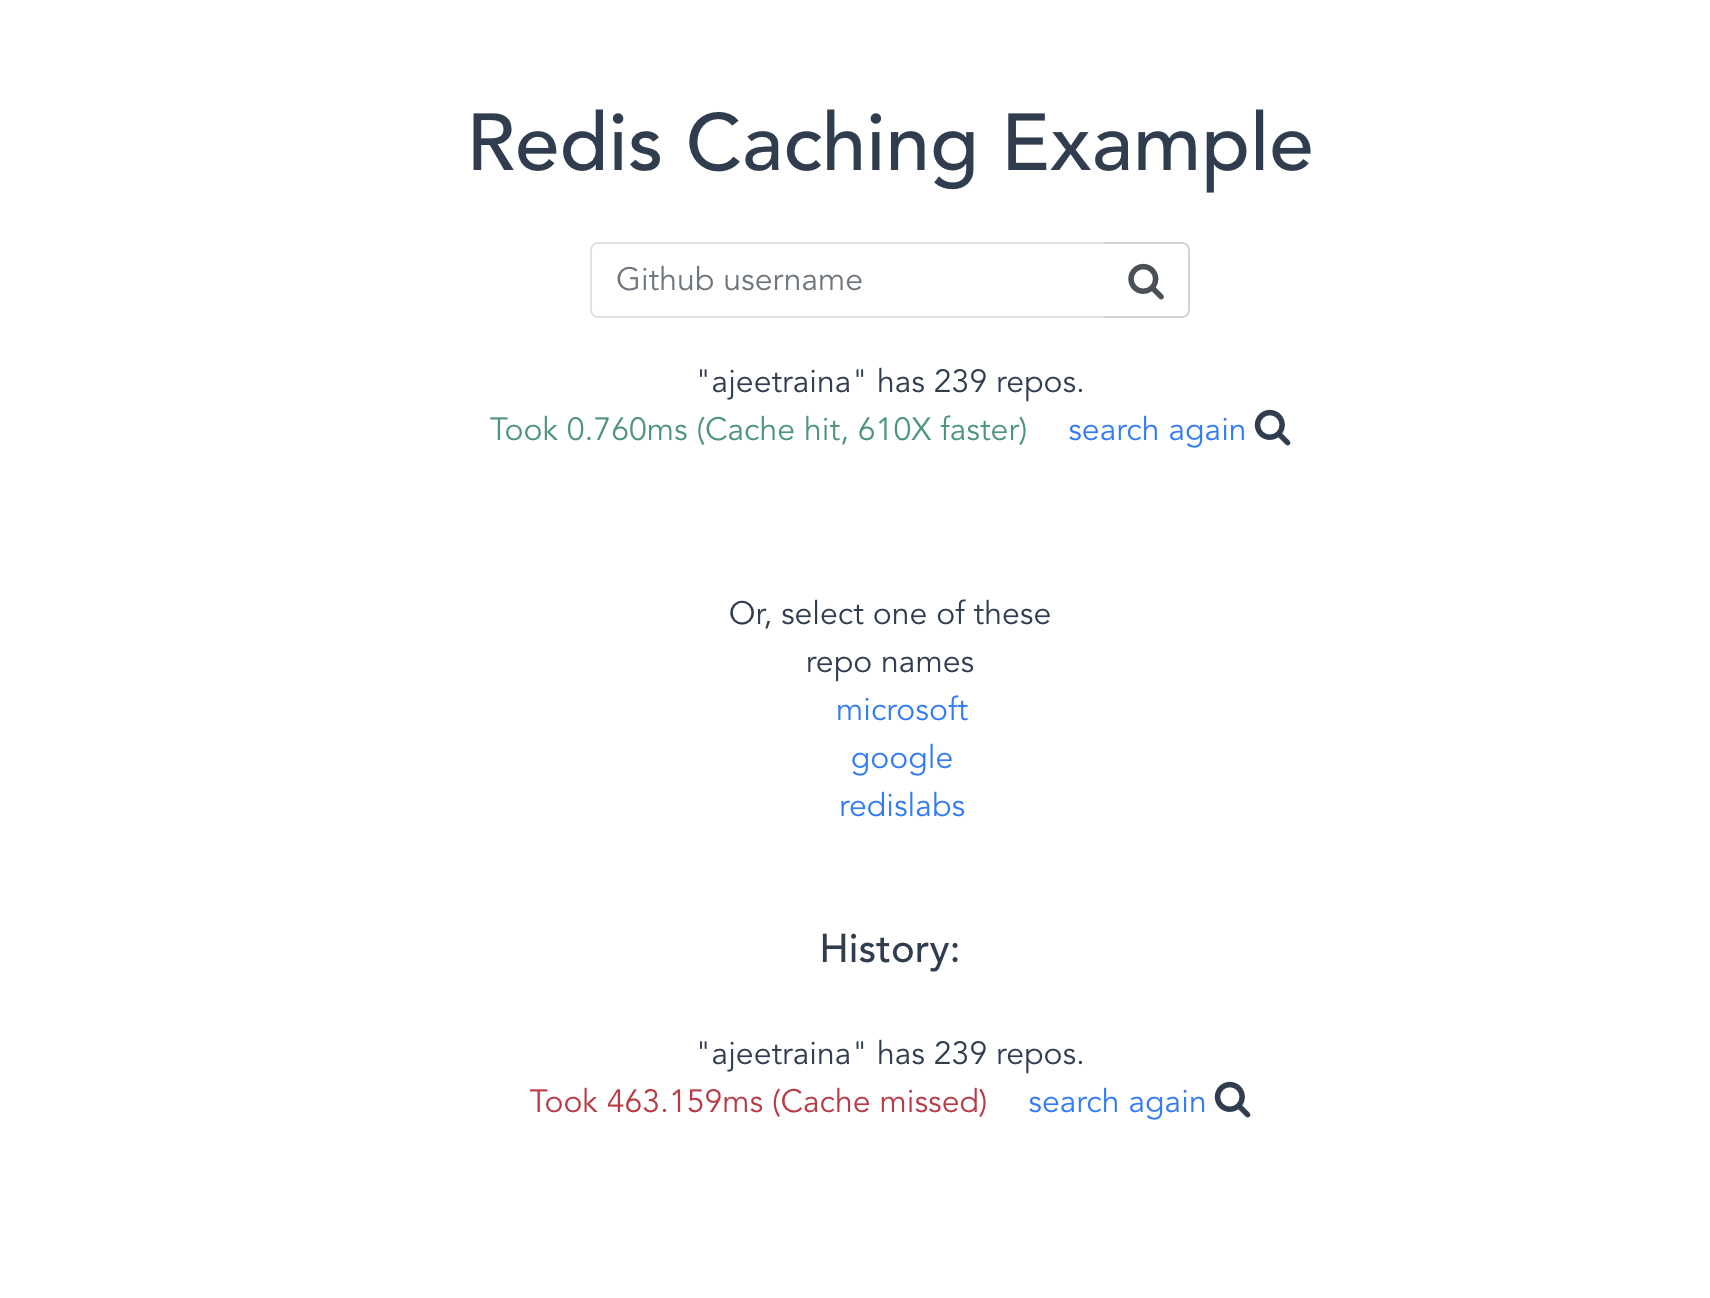 Redis Caching Example
Github username
"ajeetraina" has 239 repos.
Took 0.760ms (Cache hit, 610X faster) search again
Or, select one of these
repo names
microsoft
google
redislabs
History:
"ajeetraina" has 239 repos.
Took 463.159ms (Cache missed) search again